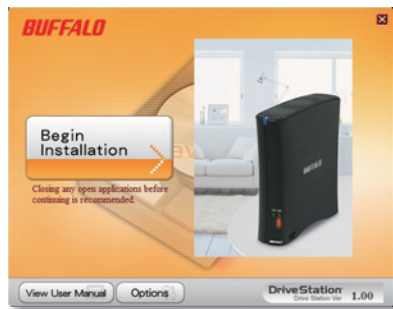 BUFFALO
Begin
Installation
Closing any open applications before
continuing is recommended.
BUFFALO
View User Manual
Options
DriveStation
Drive Station Ver 1.00